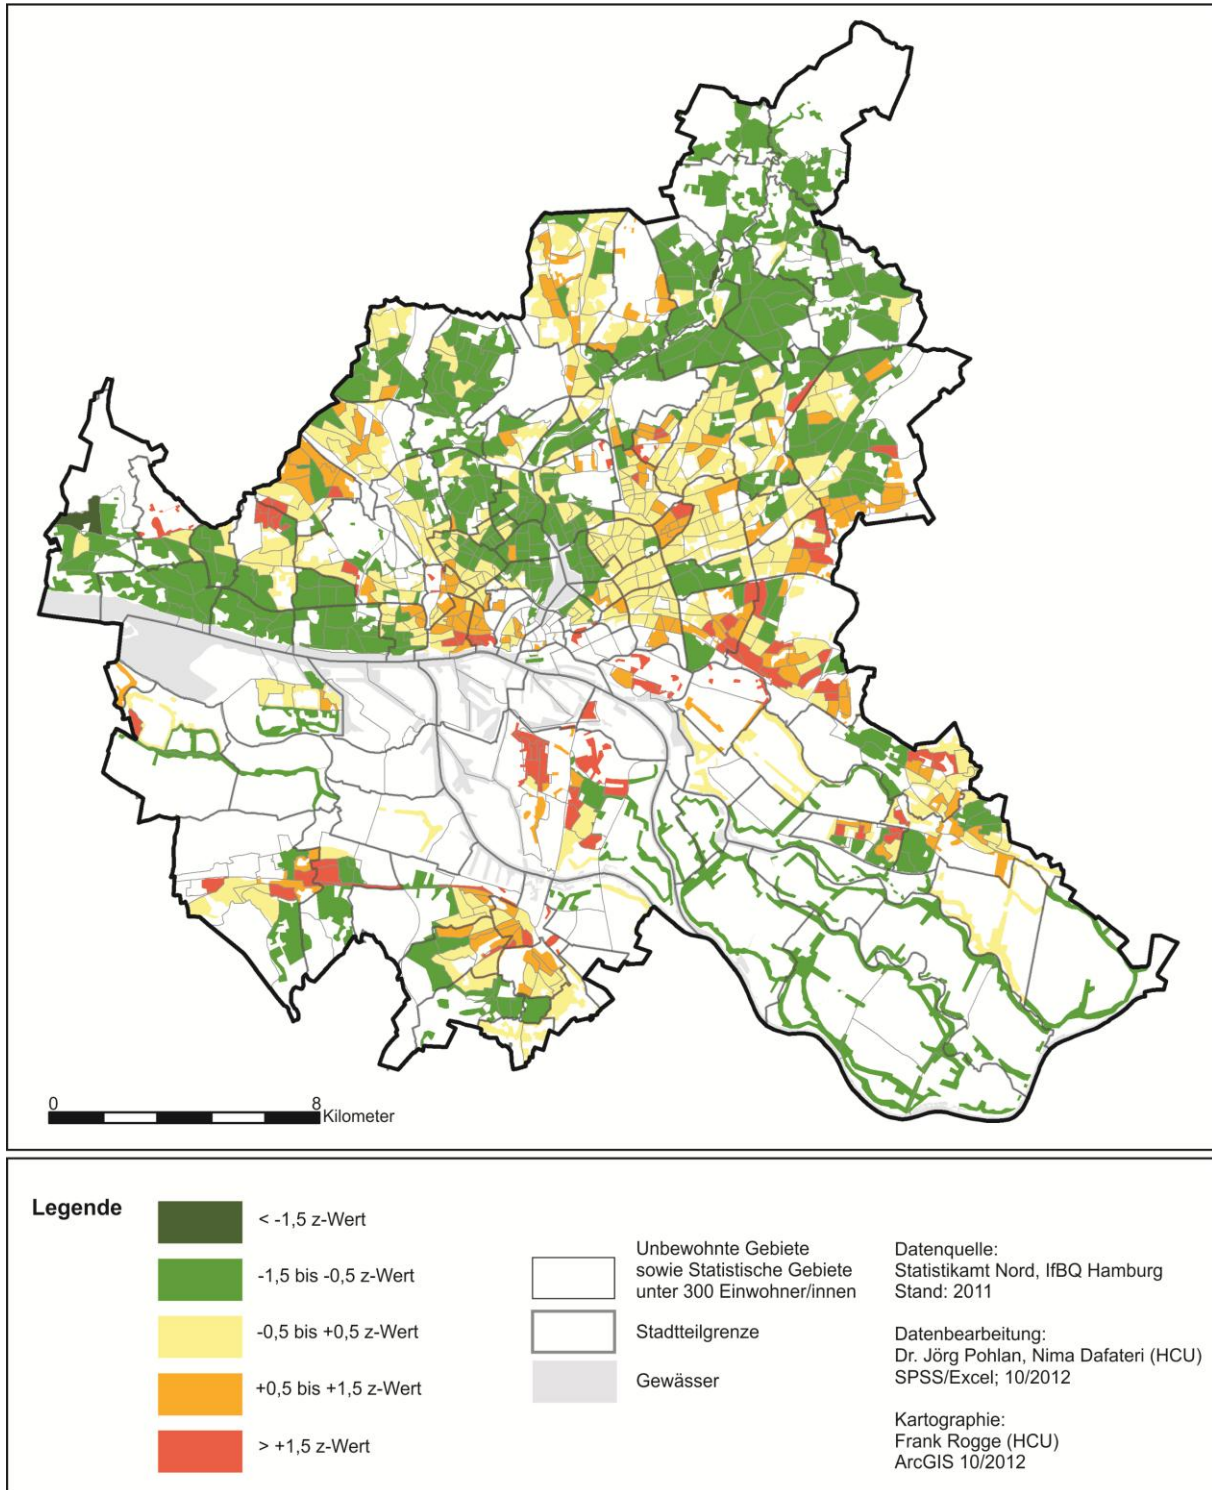 0
8
Kilometer
Legende
< -1,5 z-Wert
-1,5 bis -0,5 z-Wert
-0,5 bis +0,5 z-Wert
+0,5 bis +1,5 z-Wert
> +1,5 z-Wert
Unbewohnte Gebiete
sowie Statistische Gebiete
unter 300 Einwohner/innen
Stadtteilgrenze
Gewässer
Datenquelle:
Statistikamt Nord, IfBQ Hamburg
Stand: 2011
Datenbearbeitung:
Dr. Jörg Pohlan, Nima Dafateri (HCU)
SPSS/Excel; 10/2012
Kartographie:
Frank Rogge (HCU)
ArcGIS 10/2012